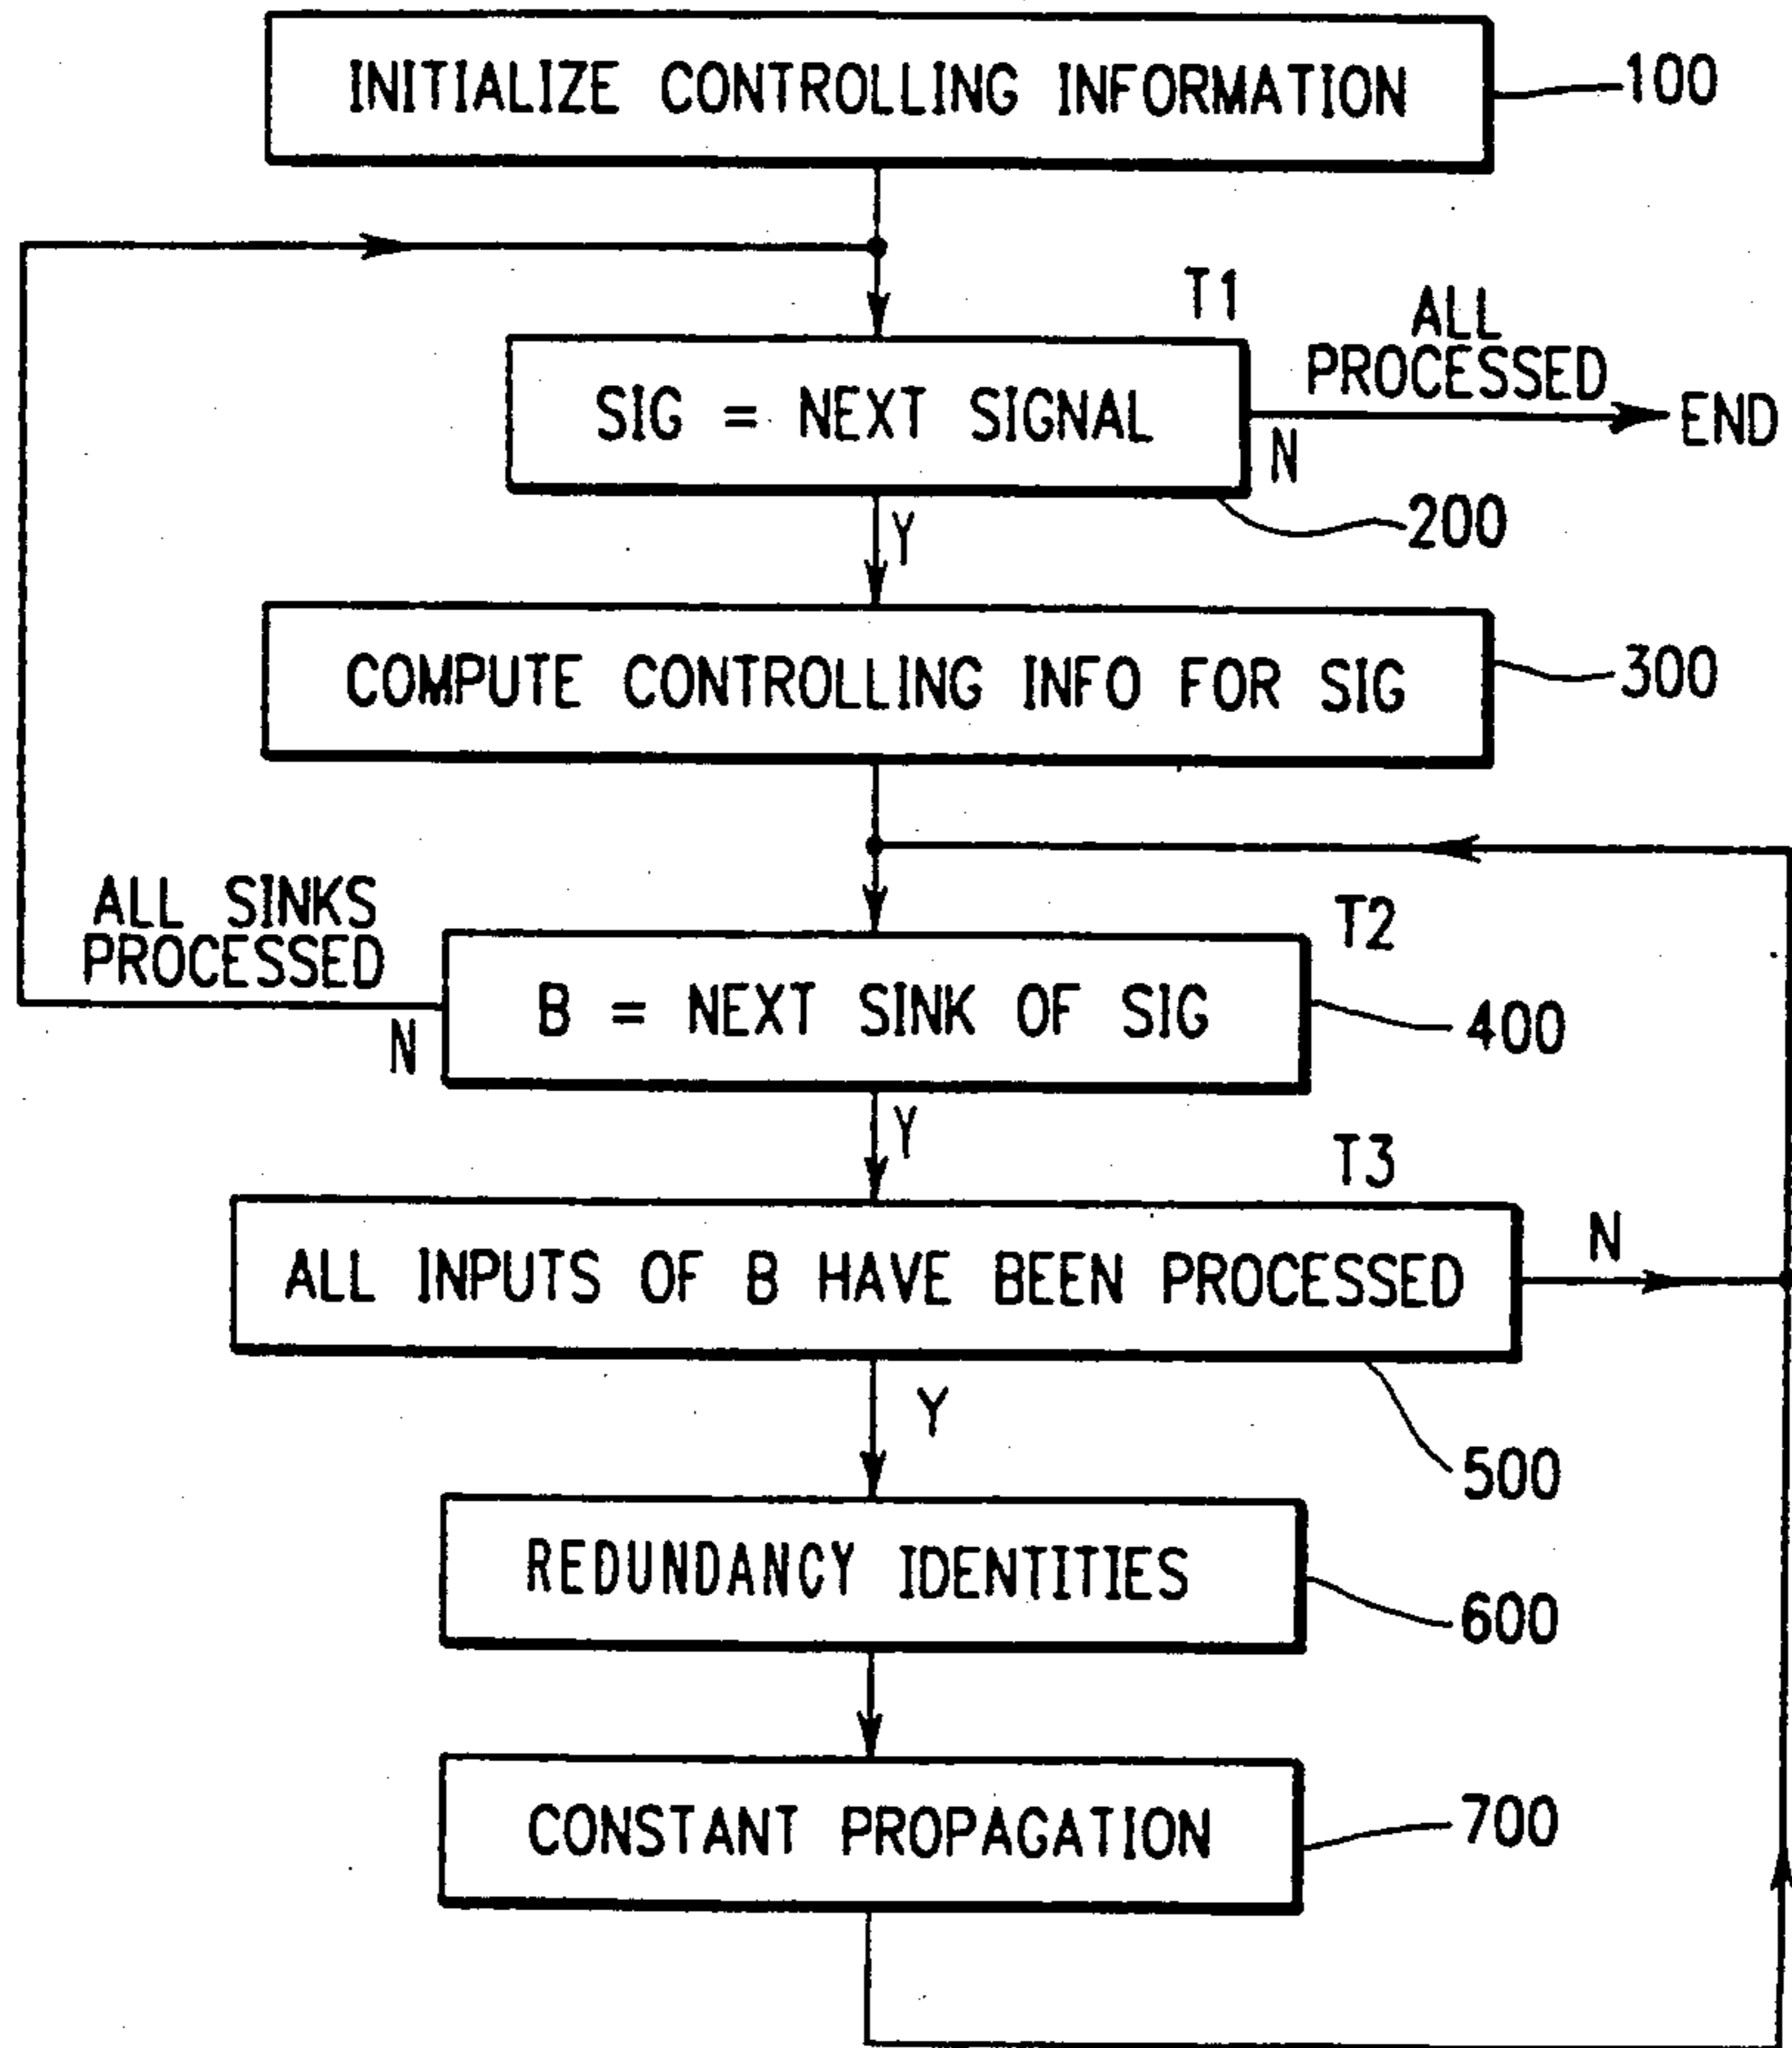 INITIALIZE CONTROLLING INFORMATION
100
T1
ALL
PROCESSED
SIG = NEXT SIGNAL
END
N
200
Y
COMPUTE CONTROLLING INFO FOR SIG
300
ALL SINKS
PROCESSED
T2
B = NEXT SINK OF SIG
400
N
Y
T3
ALL INPUTS OF B HAVE BEEN PROCESSED
N
Y
500
REDUNDANCY IDENTITIES
600
CONSTANT PROPAGATION
700